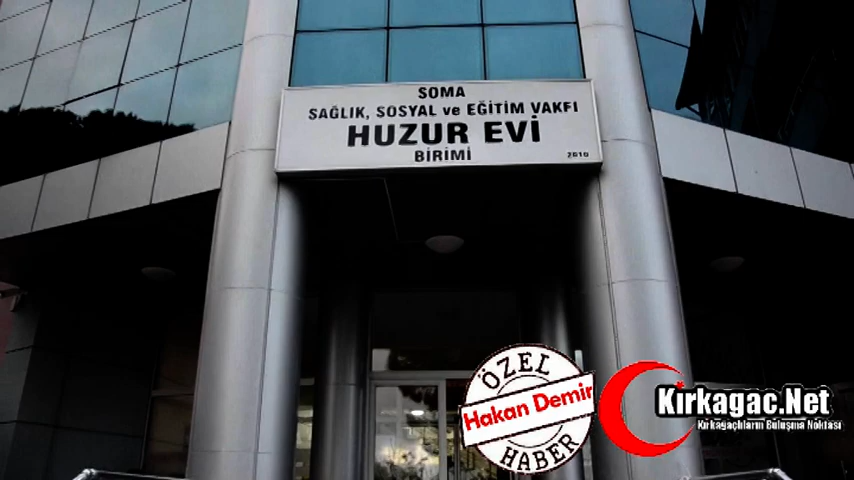 SOMA
SAĞLIK, SOSYAL ve EĞİTİM VAKFI
HUZUR EVİ
BİRİMİ
2010
ÖZEL
Hakan Demir
HABER
Kirkagac.Net
Kırkağaçlıların Buluşma Noktası